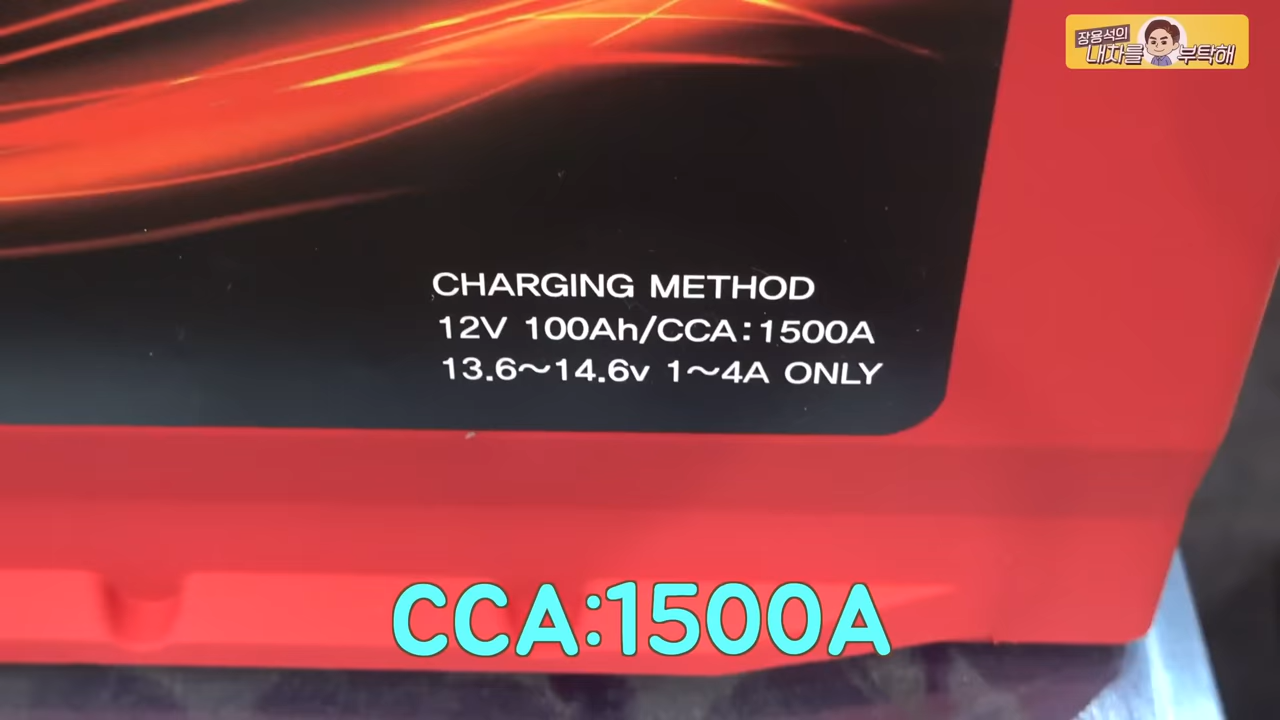 장용석의
내차를 부탁해
CHARGING METHOD
12V 100Ah/CCA:1500A
13.6～14.6v 1～4A ONLY
CCA:1500A